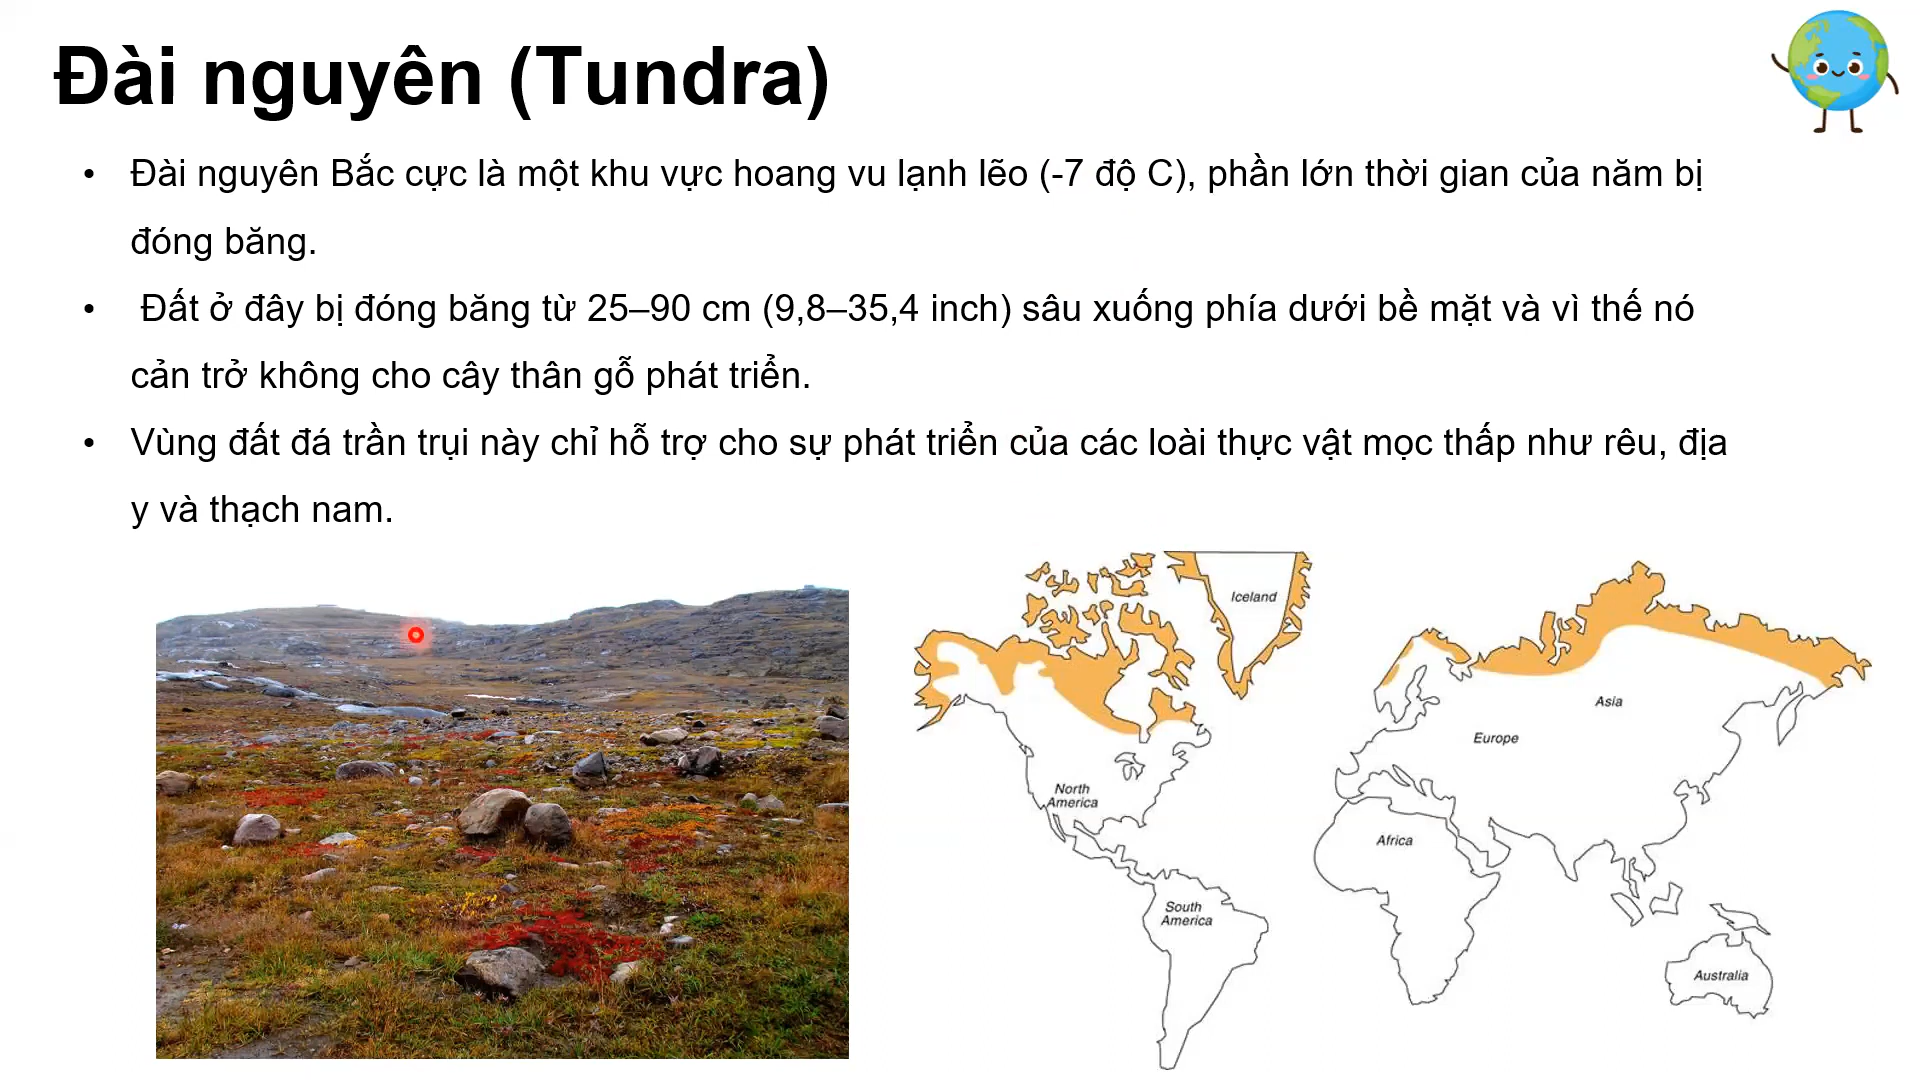 Đài nguyên (Tundra)
• Đài nguyên Bắc cực là một khu vực hoang vu lạnh lẽo (-7 độ C), phần lớn thời gian của năm bị
đóng băng.
• Đất ở đây bị đóng băng từ 25–90 cm (9,8–35,4 inch) sâu xuống phía dưới bề mặt và vì thế nó
cản trở không cho cây thân gỗ phát triển.
• Vùng đất đá trần trụi này chỉ hỗ trợ cho sự phát triển của các loài thực vật mọc thấp như rêu, địa
y và thạch nam.
Iceland
Asia
Europe
North
America
Africa
South
America
Australia